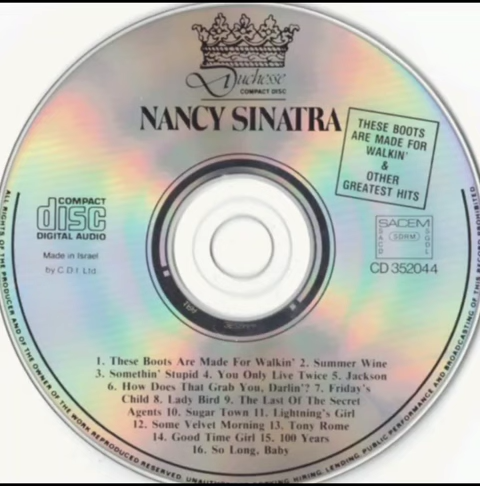 Duchesse
COMPACT DISC
NANCY SINATRA
THESE BOOTS
ARE MADE FOR
WALKIN'
&
OTHER
GREATEST HITS
COMPACT
disc
DIGITAL AUDIO
Made in Israel
by C.D.I. Ltd.
SACEM
SDRM
SACD
SGDL
CD 352044
1. These Boots Are Made For Walkin' 2. Summer Wine
3. Somethin' Stupid 4. You Only Live Twice 5. Jackson
6. How Does That Grab You, Darlin'? 7. Friday's
Child 8. Lady Bird 9. The Last Of The Secret
Agents 10. Sugar Town 11. Lightning's Girl
12. Some Velvet Morning 13. Tony Rome
14. Good Time Girl 15. 100 Years
16. So Long, Baby
ALL RIGHTS OF THE PRODUCER AND OF THE OWNER OF THE WORK REPRODUCED RESERVED. HIRING, LENDING, PUBLIC PERFORMANCE AND BROADCASTING OF THIS RECORD PROHIBITED